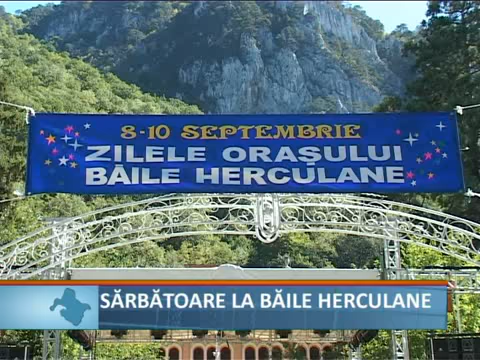 8-10 SEPTEMBRIE
ZILELE ORAŞULUI
BĂILE HERCULANE
SĂRBĂTOARE LA BĂILE HERCULANE